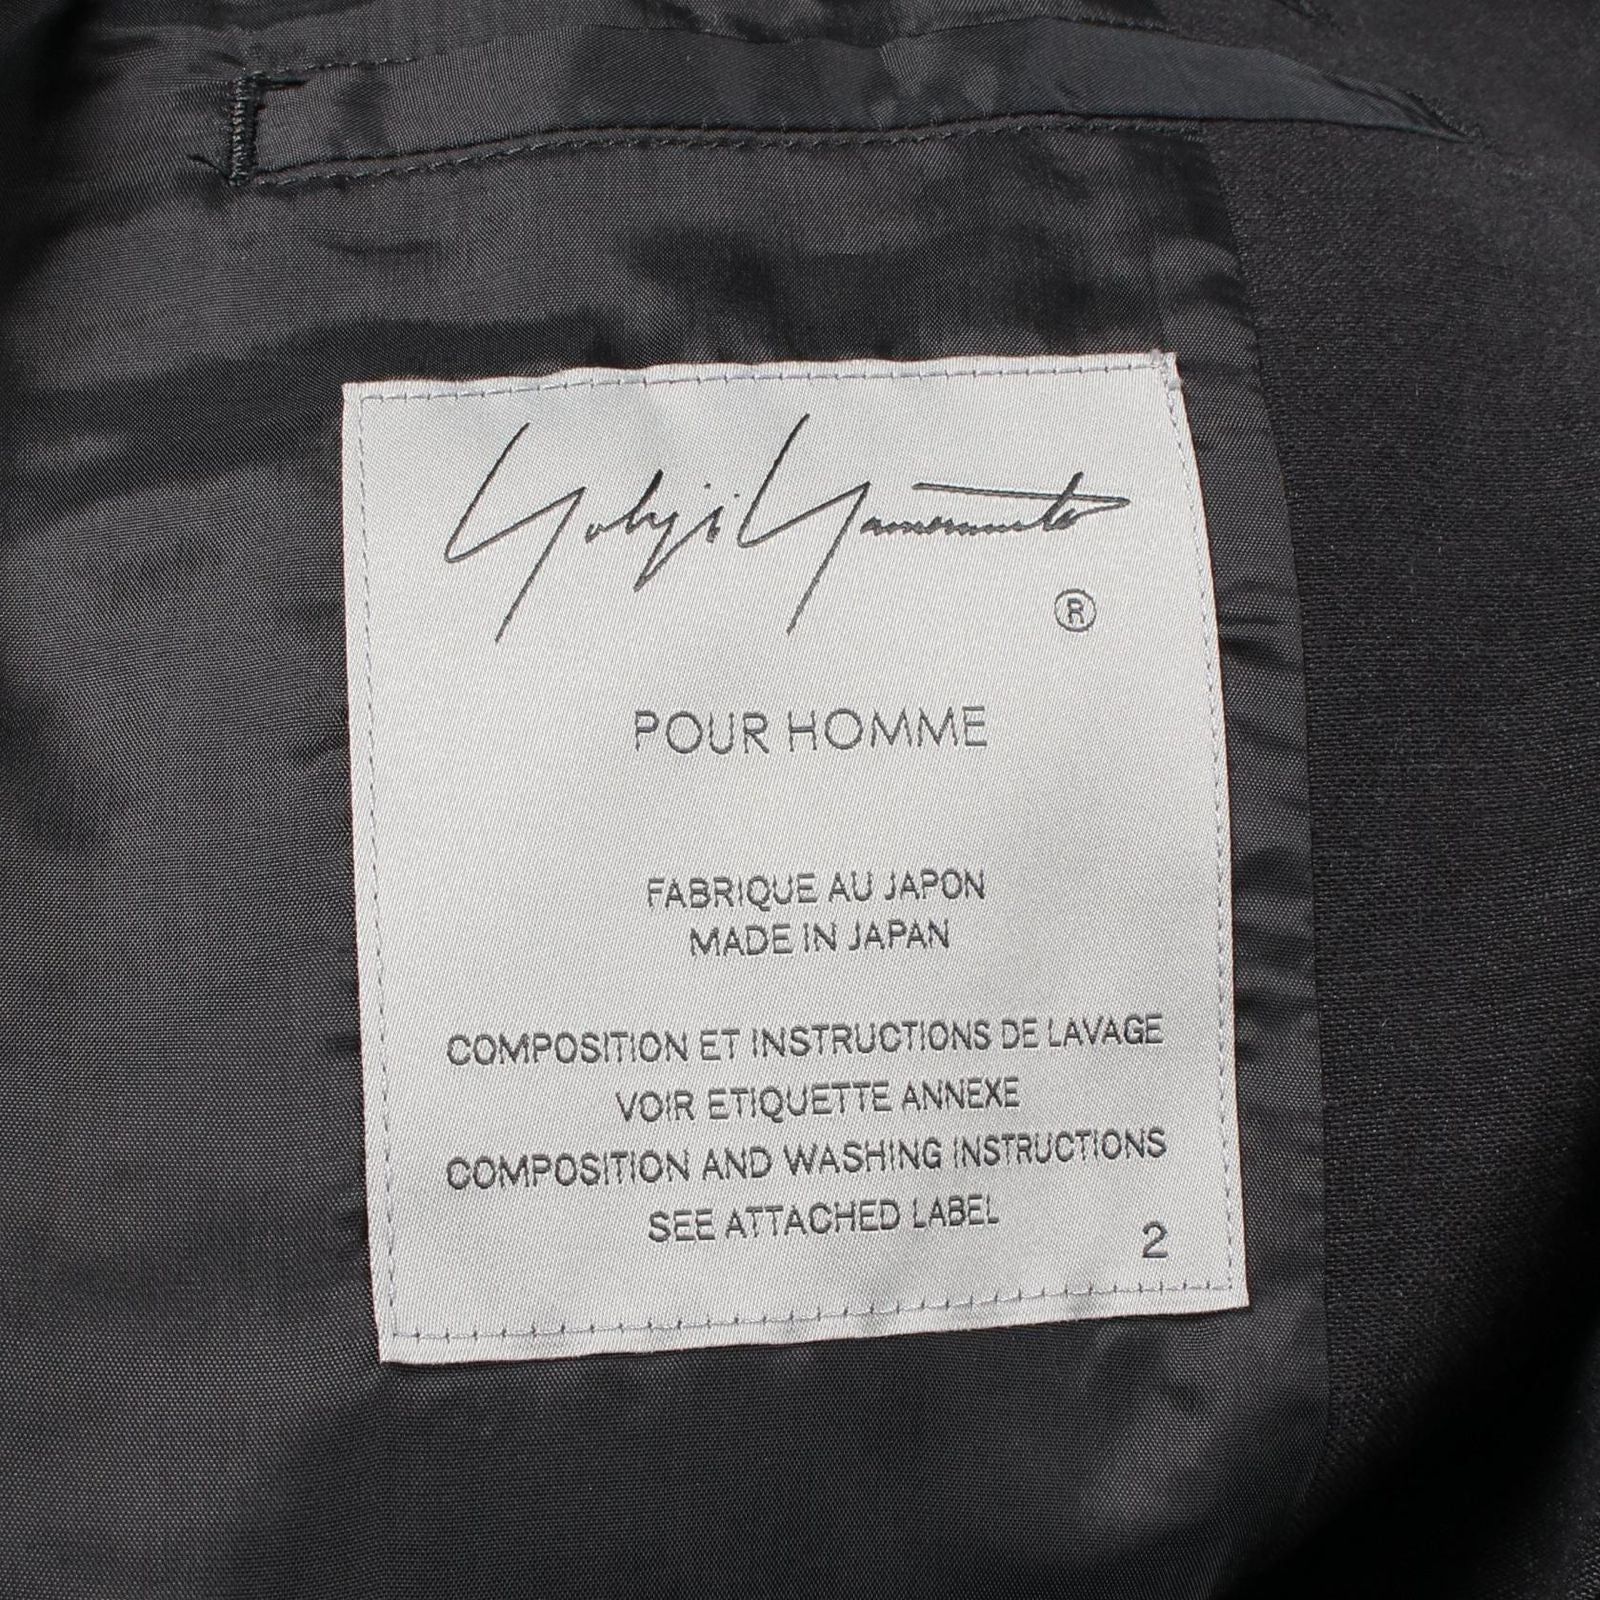 Yohji Yamamoto
®
POUR HOMME
FABRIQUE AU JAPON
MADE IN JAPAN
COMPOSITION ET INSTRUCTIONS DE LAVAGE
VOIR ETIQUETTE ANNEXE
COMPOSITION AND WASHING INSTRUCTIONS
SEE ATTACHED LABEL
2